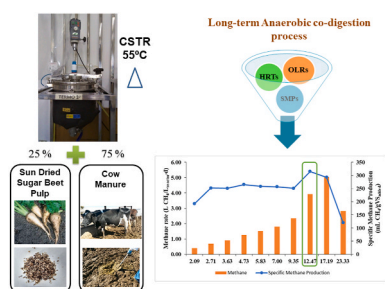 CSTR
55ºC
25 %
75 %
Sun Dried
Sugar Beet
Pulp
Cow
Manure
Long-term Anaerobic co-digestion
process
HRTs
OLRs
SMPs
Methane rate (L CH₄/Lreactor.d)
6.00
5.00
4.00
3.00
2.00
1.00
0.00
2.09 2.71 3.63 4.73 5.83 7.00 9.35 12.47 17.19 23.33
350
300
250
200
150
100
50
0
Specific Methane Production
(mL CH₄/gVSadded)
Methane Specific Methane Production